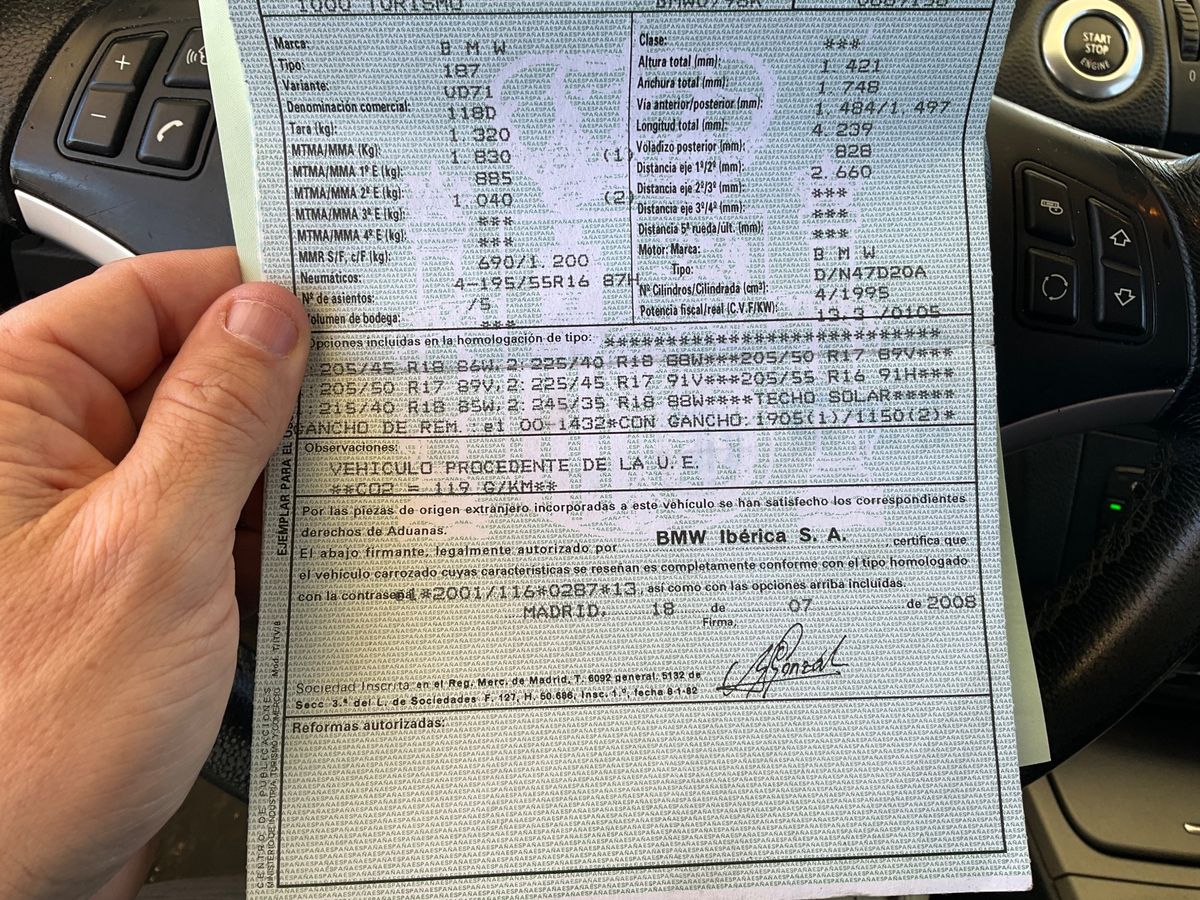 1000 TURISMO
START
STOP
ENGINE
Marca: B M W
Tipo: 187
Variante: UD71
Denominación comercial: 118D
Tara (kg): 1.320
MTMA/MMA (Kg): 1.830 (1)
MTMA/MMA 1º E (kg): 885
MTMA/MMA 2º E (kg): 1.040 (2)
MTMA/MMA 3º E (kg): ***
MTMA/MMA 4º E (kg): ***
MMR S/F, c/F (kg): 690/1.200
Neumáticos: 4-195/55R16 87H
Nº de asientos: /5
Volumen de bodega: ***
Clase: ***
Altura total (mm): 1.421
Anchura total (mm): 1.748
Vía anterior/posterior (mm): 1.484/1.497
Longitud total (mm): 4.239
Voladizo posterior (mm): 828
Distancia eje 1º/2º (mm): 2.660
Distancia eje 2º/3º (mm): ***
Distancia eje 3º/4º (mm): ***
Distancia 5ª rueda/últ. (mm): ***
Motor: Marca: B M W
Tipo: D/N47D20A
Nº Cilindros/Cilindrada (cm³): 4/1995
Potencia fiscal/real (C.V.F/KW): 13,3 /0105
Opciones incluidas en la homologación de tipo: **************************
205/45 R18 86W,2:225/40 R18 88W***205/50 R17 89V***
205/50 R17 89V,2:225/45 R17 91V***205/55 R16 91H***
215/40 R18 85W,2:245/35 R18 88W****TECHO SOLAR*****
GANCHO DE REM.:e1 00-1432*CON GANCHO:1905(1)/1150(2)*
Observaciones:
VEHICULO PROCEDENTE DE LA U.E.
**CO2 = 119 G/KM**
Por las piezas de origen extranjero incorporadas a este vehículo se han satisfecho los correspondientes
derechos de Aduanas.
El abajo firmante, legalmente autorizado por BMW Ibérica S. A. , certifica que
el vehículo carrozado cuyas características se reseñan es completamente conforme con el tipo homologado
con la contraseña e1*2001/116*0287*13, así como con las opciones arriba incluidas.
MADRID, 18 de 07 de 2008
Firma,
Sociedad Inscrita en el Reg. Merc. de Madrid, T. 6092 general. 5132 de
Secc 3.ª del L. de Sociedades F. 127, H. 50.686, Insc. 1.ª, fecha 8-1-82
Reformas autorizadas:
EJEMPLAR PARA EL
CENTRO DE PUBLICACIONES Mod. T/ITV/9
MINISTERIO DE INDUSTRIA, TURISMO Y COMERCIO